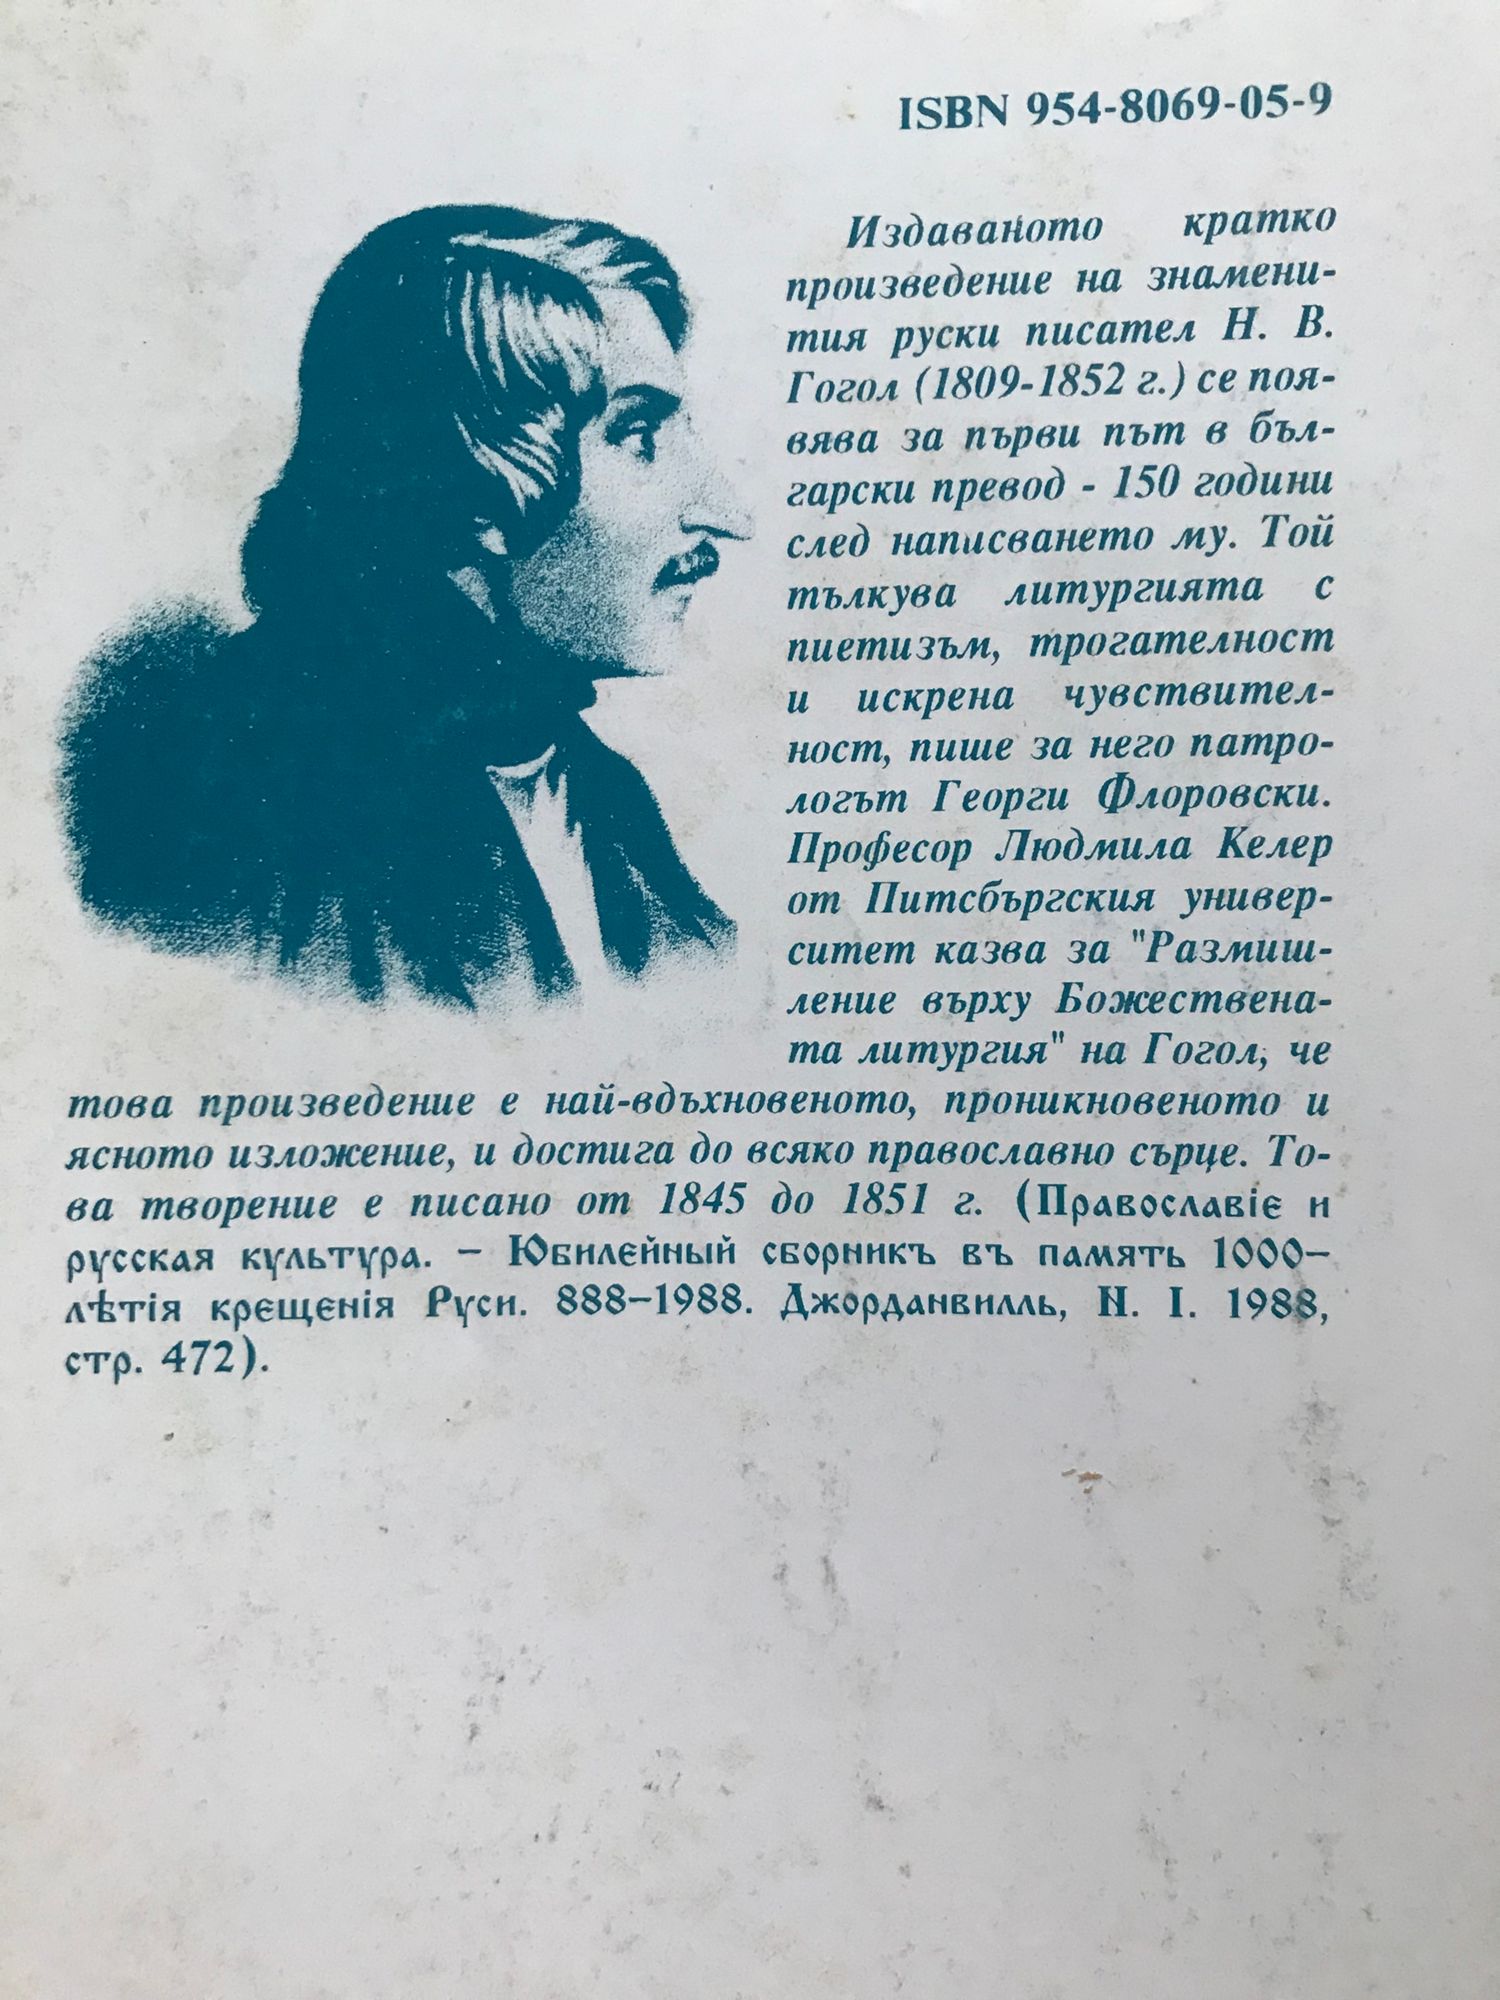 ISBN 954-8069-05-9
Издаваното кратко
произведение на знамени-
тия руски писател Н. В.
Гогол (1809-1852 г.) се поя-
вява за първи път в бъл-
гарски превод - 150 години
след написването му. Той
тълкува литургията с
пиетизъм, трогателност
и искрена чувствител-
ност, пише за него патро-
логът Георги Флоровски.
Професор Людмила Келер
от Питсбъргския универ-
ситет казва за "Размиш-
ление върху Божествена-
та литургия" на Гогол, че
това произведение е най-вдъхновеното, проникновеното и
ясното изложение, и достига до всяко православно сърце. То-
ва творение е писано от 1845 до 1851 г. (Православіє и
русская культура. – Юбилєйный сборникъ въ память 1000–
лѣтія крєщєнія Руси. 888–1988. Джорданвилль, Н. І. 1988,
стр. 472).